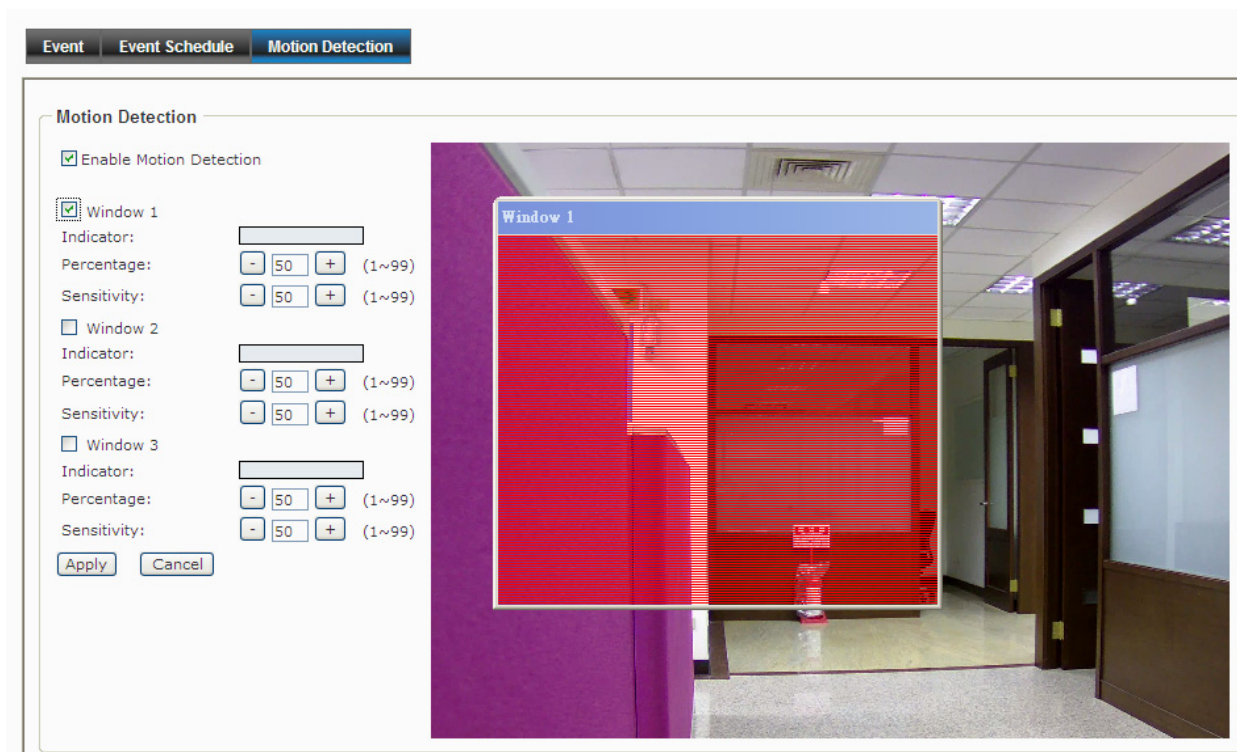 Event Event Schedule Motion Detection
Motion Detection
Enable Motion Detection
Window 1
Indicator:
Percentage: - 50 + (1~99)
Sensitivity: - 50 + (1~99)
Window 2
Indicator:
Percentage: - 50 + (1~99)
Sensitivity: - 50 + (1~99)
Window 3
Indicator:
Percentage: - 50 + (1~99)
Sensitivity: - 50 + (1~99)
Apply Cancel
Window 1